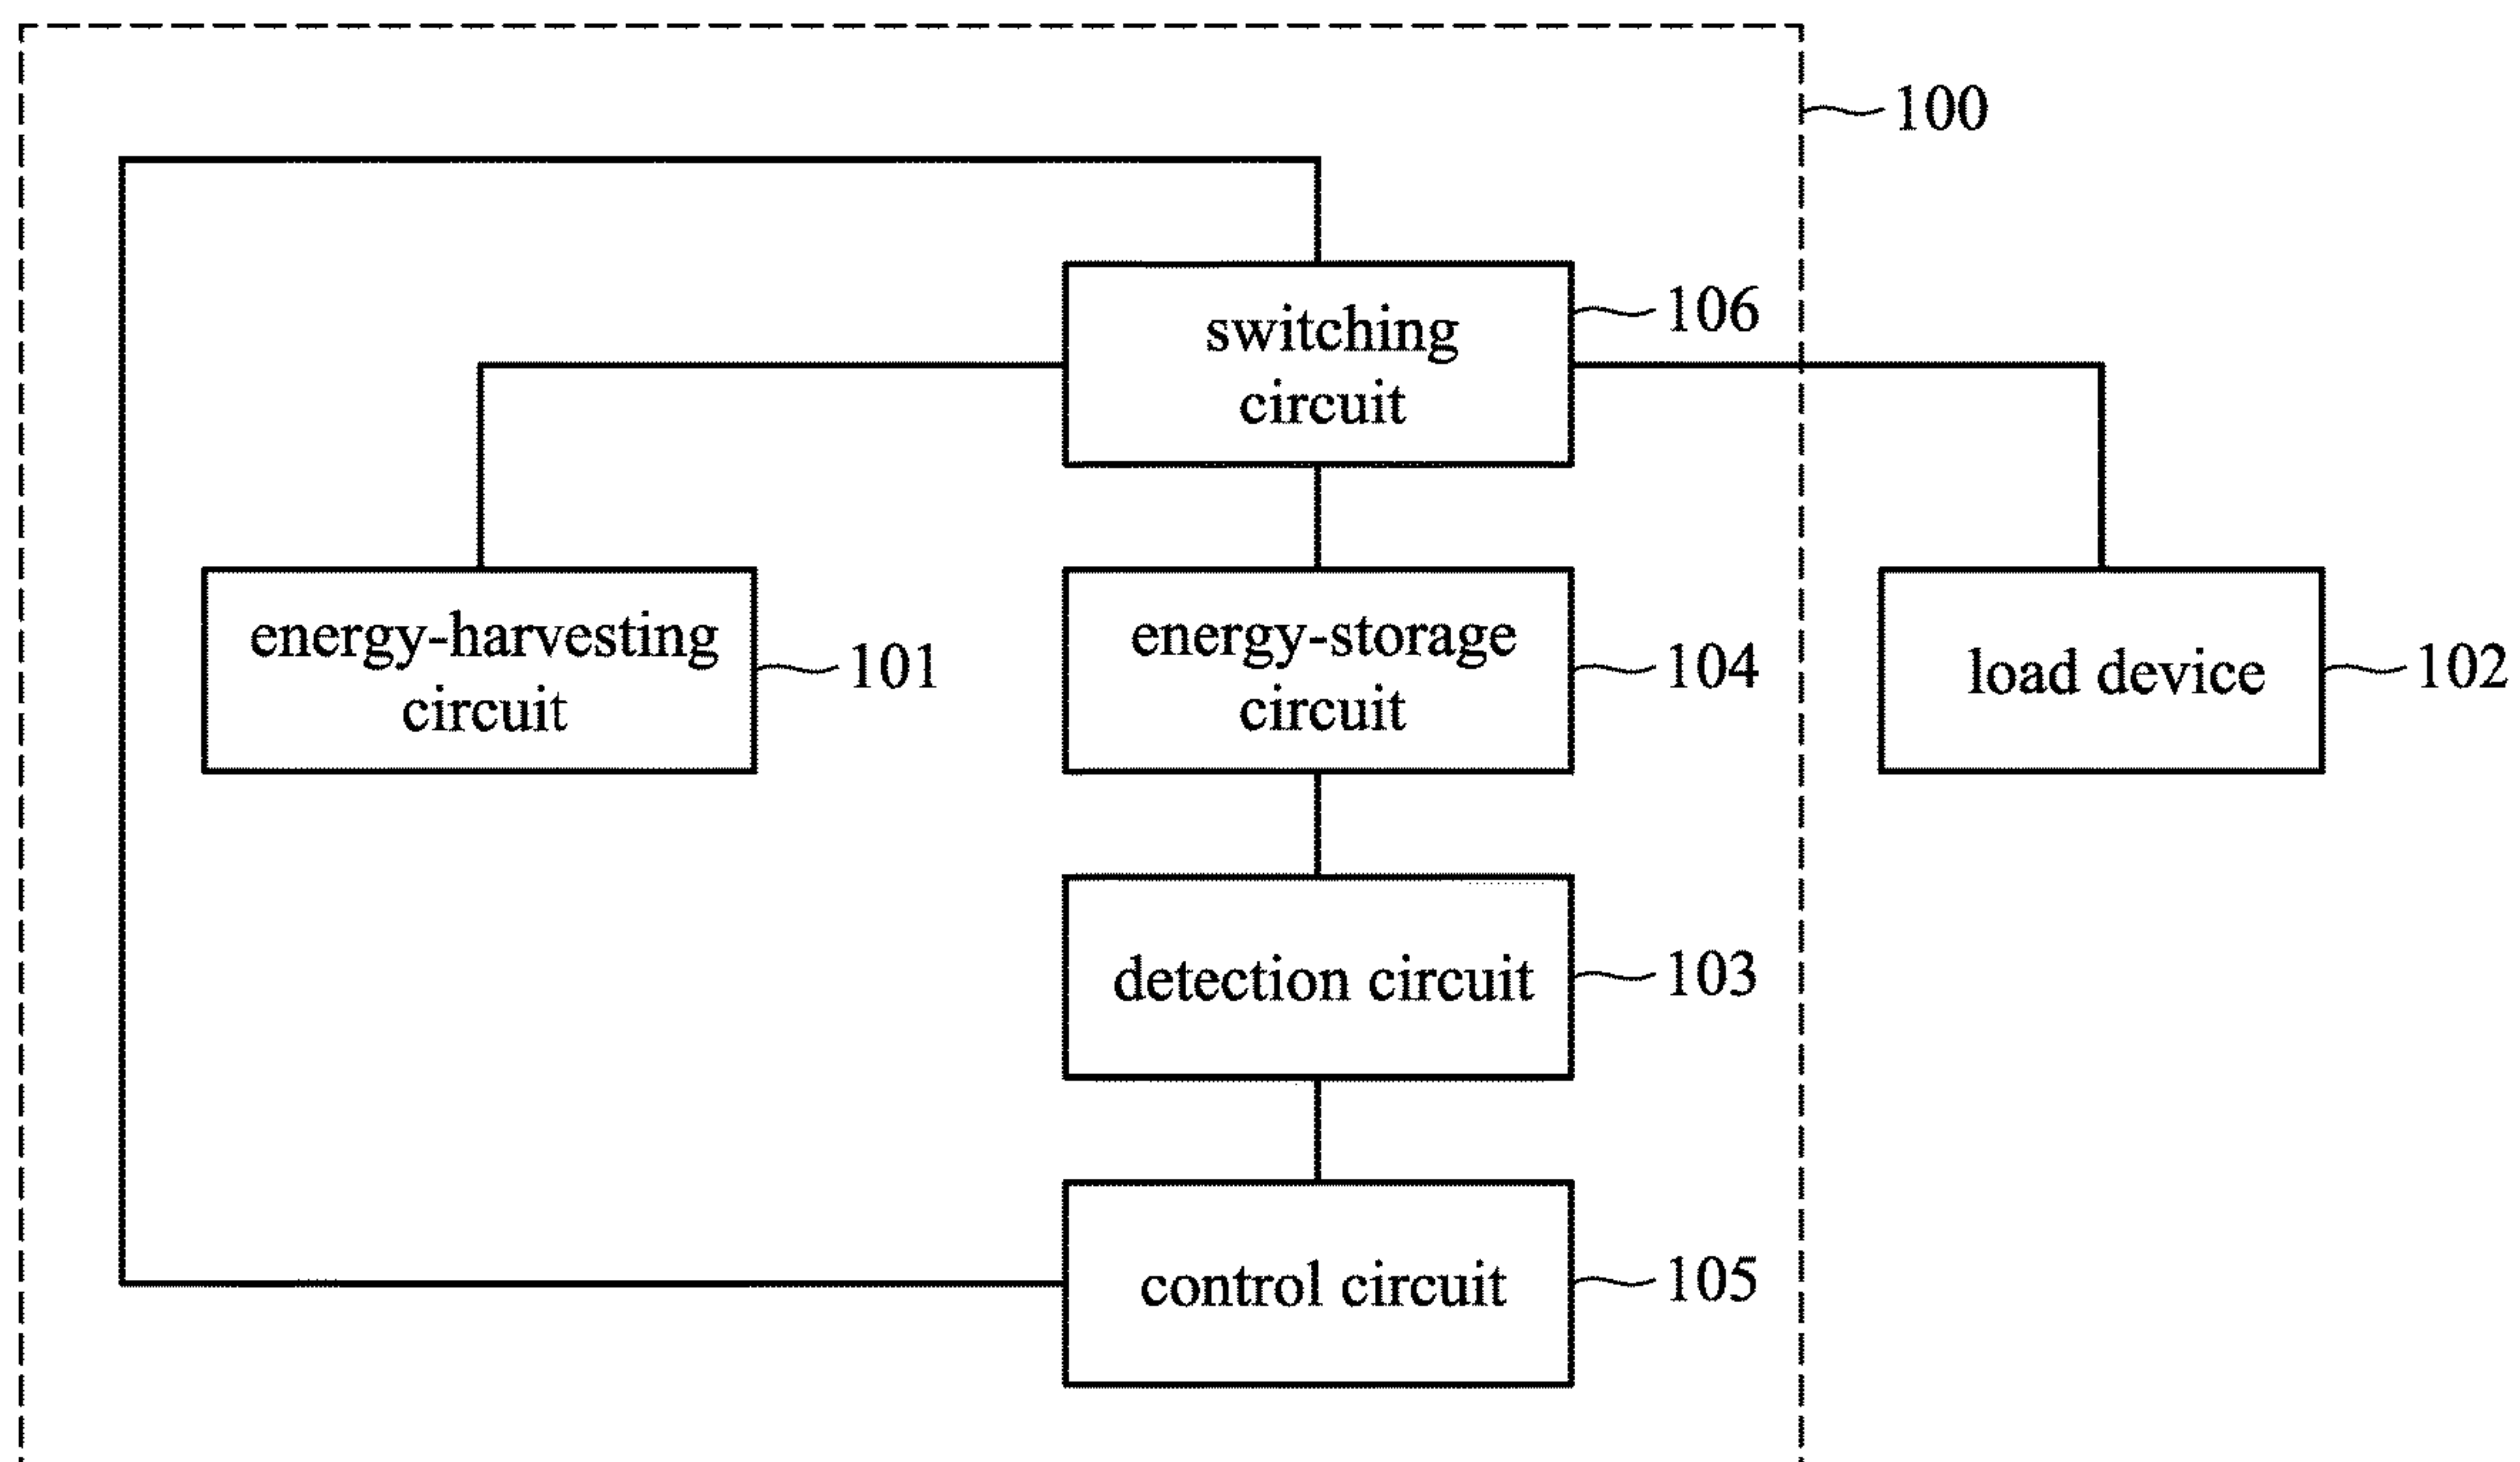 100
switching
circuit
106
energy-harvesting
circuit
101
energy-storage
circuit
104
load device
102
detection circuit
103
control circuit
105